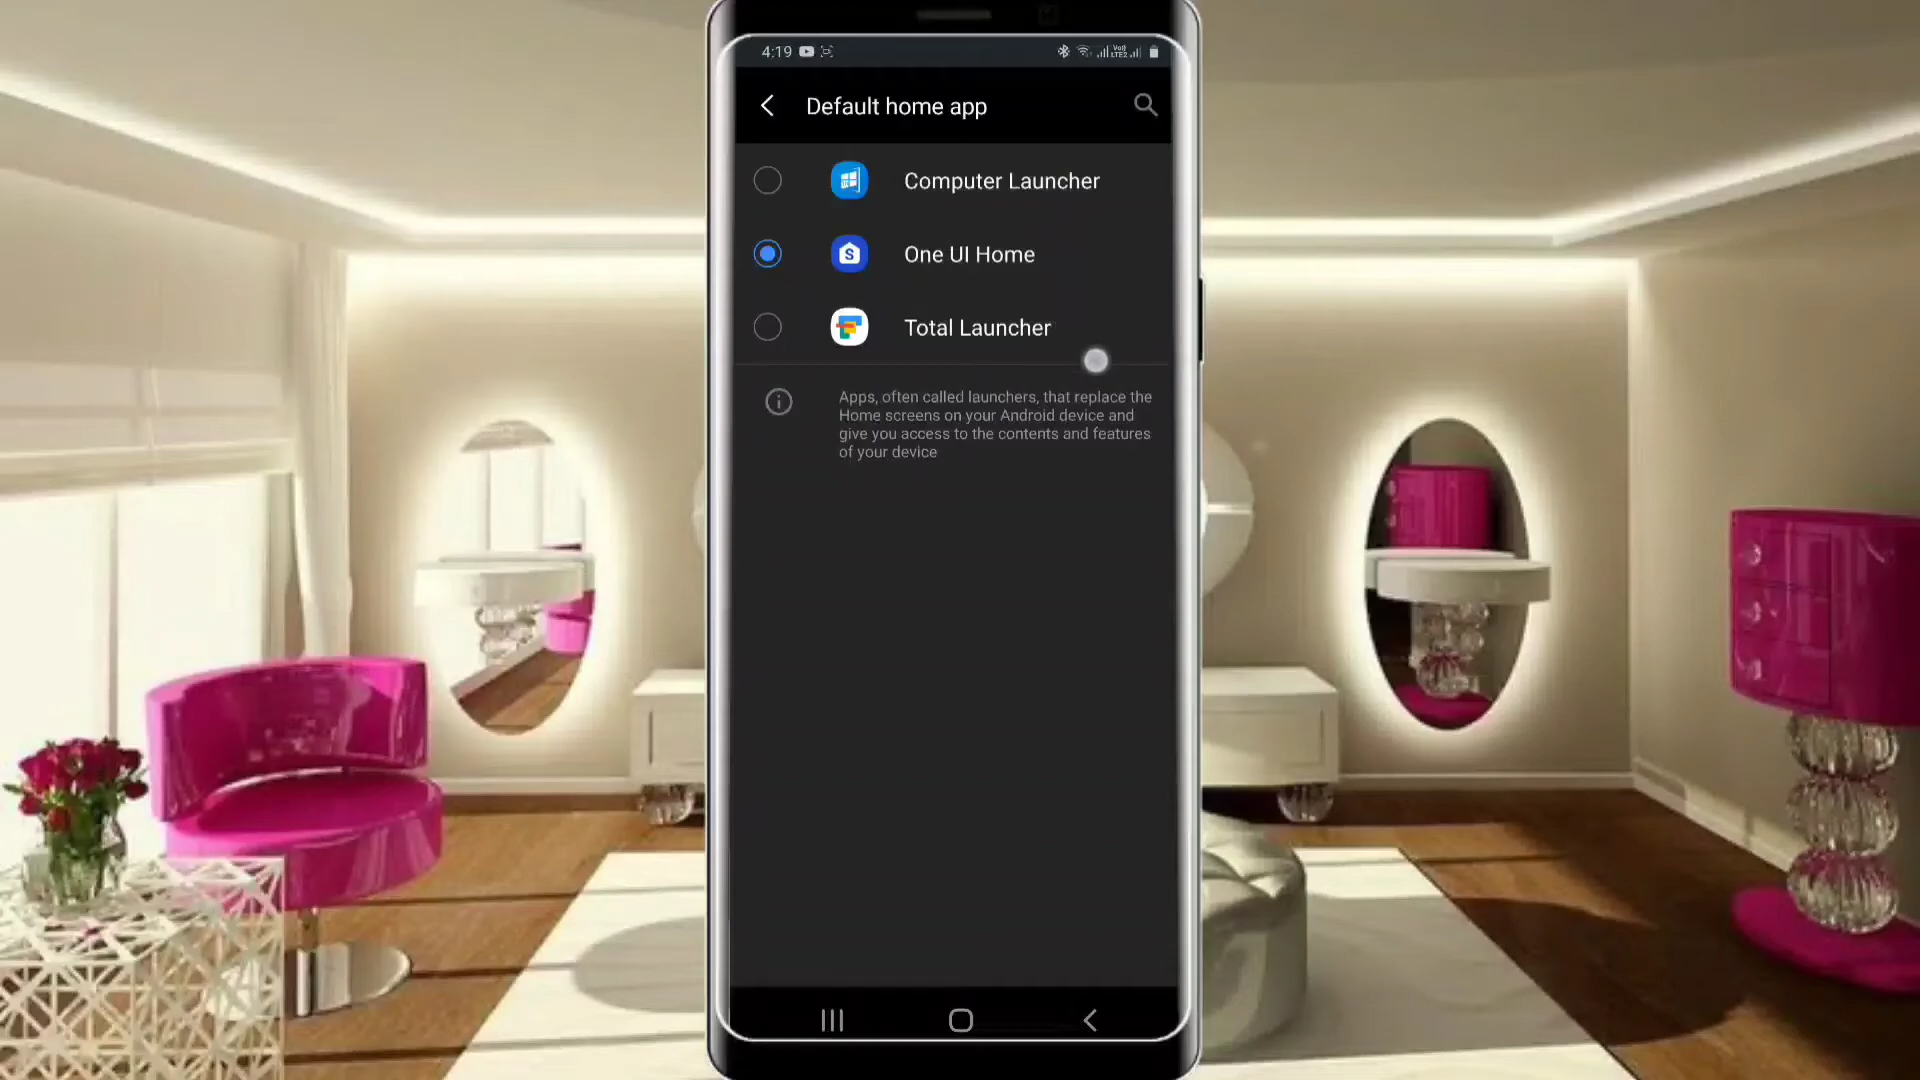 4:19
Default home app
Computer Launcher
One UI Home
Total Launcher
Apps, often called launchers, that replace the
Home screens on your Android device and
give you access to the contents and features
of your device